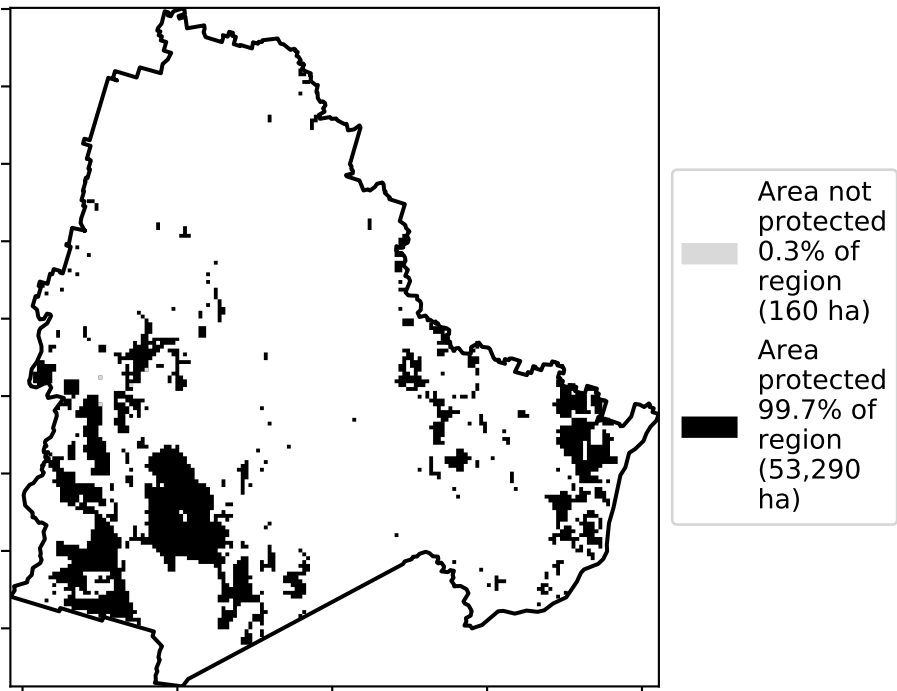 Area not
protected
0.3% of
region
(160 ha)
Area
protected
99.7% of
region
(53,290
ha)